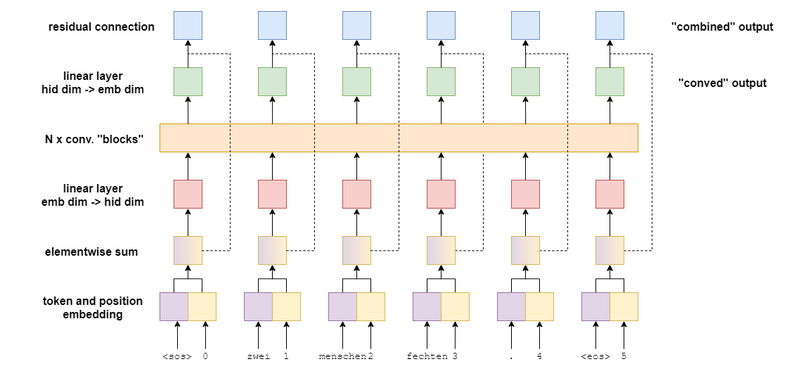 residual connection
"combined" output
linear layer
hid dim -> emb dim
"conved" output
N x conv. "blocks"
linear layer
emb dim -> hid dim
elementwise sum
token and position
embedding
<sos> 0 zwei 1 menschen 2 fechten 3 . 4 <eos> 5